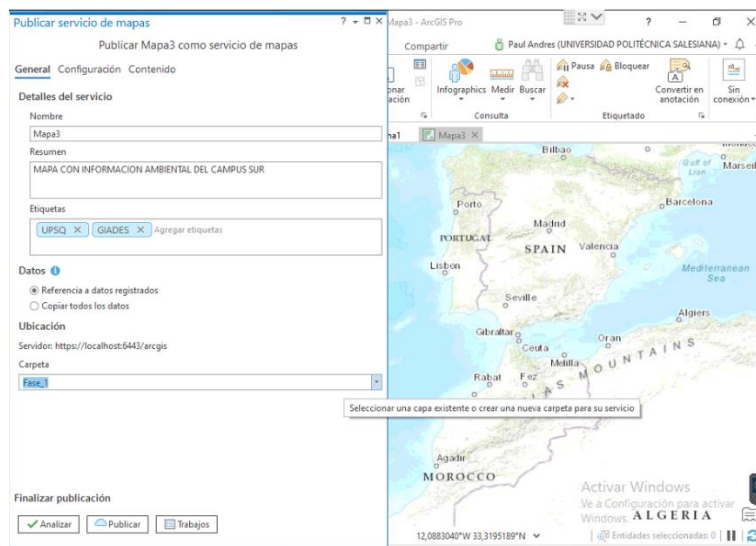 Publicar servicio de mapas
Publicar Mapa3 como servicio de mapas
General Configuración Contenido
Detalles del servicio
Nombre
Mapa3
Resumen
MAPA CON INFORMACION AMBIENTAL DEL CAMPUS SUR
Etiquetas
UPSQ GIADES Agregar etiquetas
Datos
Referencia a datos registrados
Copiar todos los datos
Ubicación
Servidor: https://localhost:6443/arcgis
Carpeta
Fase_1
Seleccionar una capa existente o crear una nueva carpeta para su servicio
Finalizar publicación
Analizar Publicar Trabajos
Mapa3 - ArcGIS Pro
Compartir Paul Andres (UNIVERSIDAD POLITÉCNICA SALESIANA)
Infographics Medir Buscar
Pausa Bloquear
Convertir en anotación
Sin conexión
Consulta Etiquetado
Mapa3
Bilbao
Gulf of Lion
Marseil
Porto
Barcelona
Madrid
PORTUGAL
SPAIN Valencia
Lisbon
Mediterranean Sea
Seville
Algiers
Gibraltar
Oran
Ceuta
Melilla
Rabat Fez
MOUNTAINS
Agadir
MOROCCO
Activar Windows
Ve a Configuración para activar
Windows.
ALGERIA
12,0883040°W 33,3195189°N
Entidades seleccionadas: 0